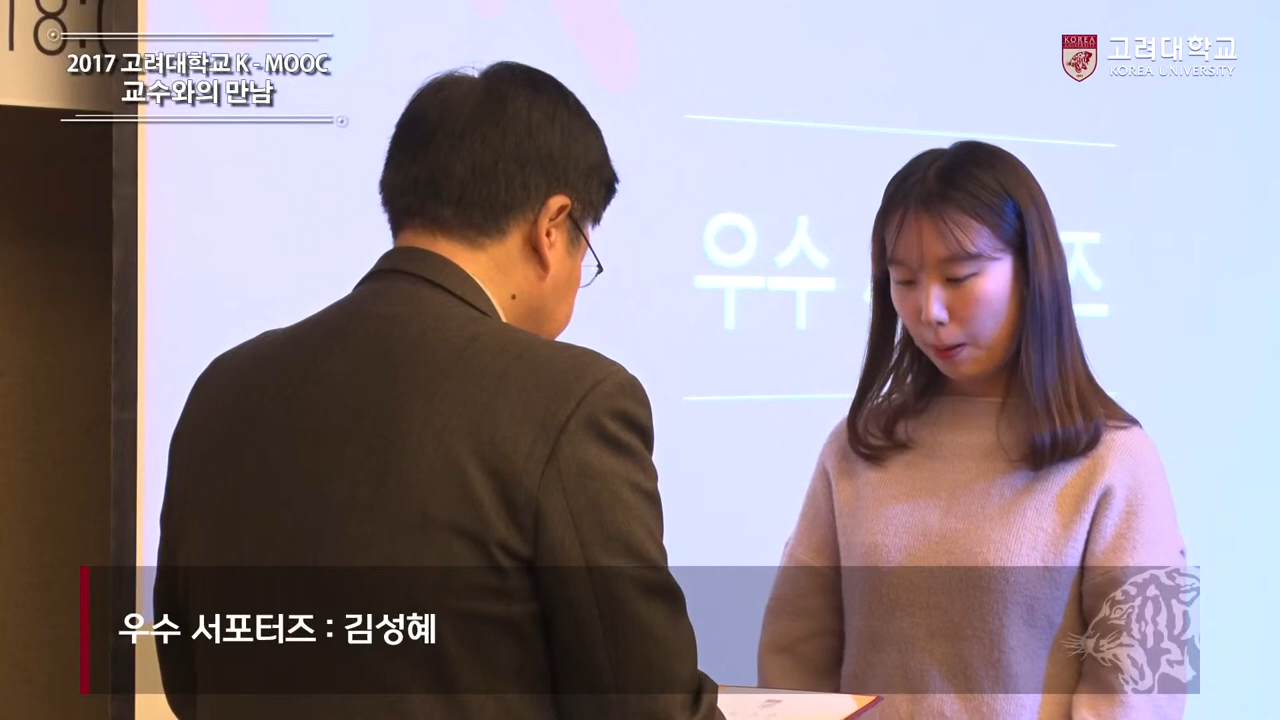 2017 고려대학교 K-MOOC
교수와의 만남
KOREA
고려대학교
KOREA UNIVERSITY
우수
즈
우수 서포터즈 : 김성혜